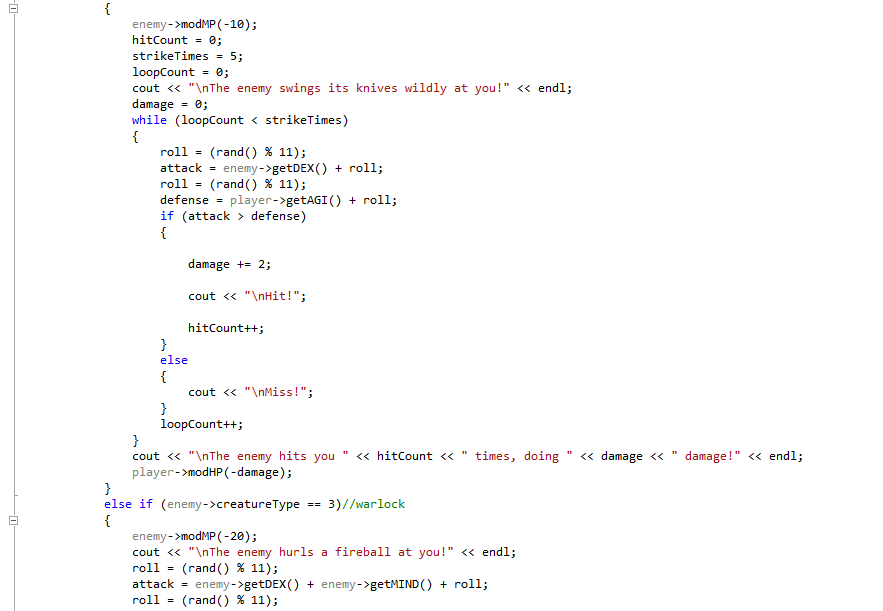 {
enemy->modMP(-10);
hitCount = 0;
strikeTimes = 5;
loopCount = 0;
cout << "\nThe enemy swings its knives wildly at you!" << endl;
damage = 0;
while (loopCount < strikeTimes)
{
roll = (rand() % 11);
attack = enemy->getDEX() + roll;
roll = (rand() % 11);
defense = player->getAGI() + roll;
if (attack > defense)
{
damage += 2;
cout << "\nHit!";
hitCount++;
}
else
{
cout << "\nMiss!";
}
loopCount++;
}
cout << "\nThe enemy hits you " << hitCount << " times, doing " << damage << " damage!" << endl;
player->modHP(-damage);
}
else if (enemy->creatureType == 3)//warlock
{
enemy->modMP(-20);
cout << "\nThe enemy hurls a fireball at you!" << endl;
roll = (rand() % 11);
attack = enemy->getDEX() + enemy->getMIND() + roll;
roll = (rand() % 11);